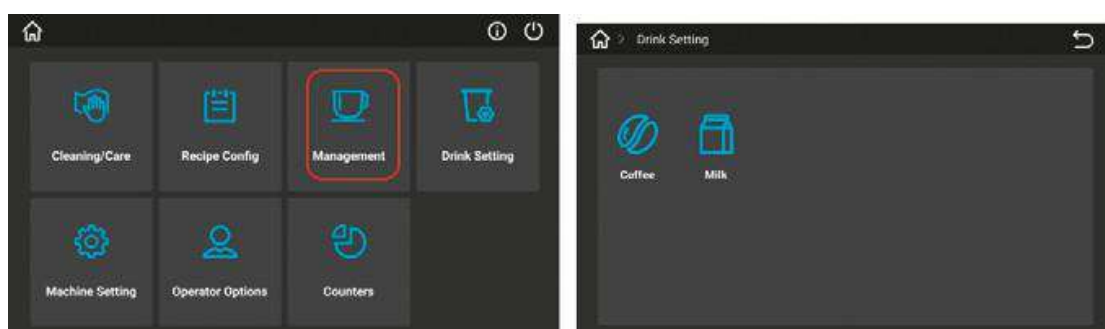 Cleaning/Care
Recipe Config
Management
Drink Setting
Machine Setting
Operator Options
Counters
> Drink Setting
Coffee
Milk